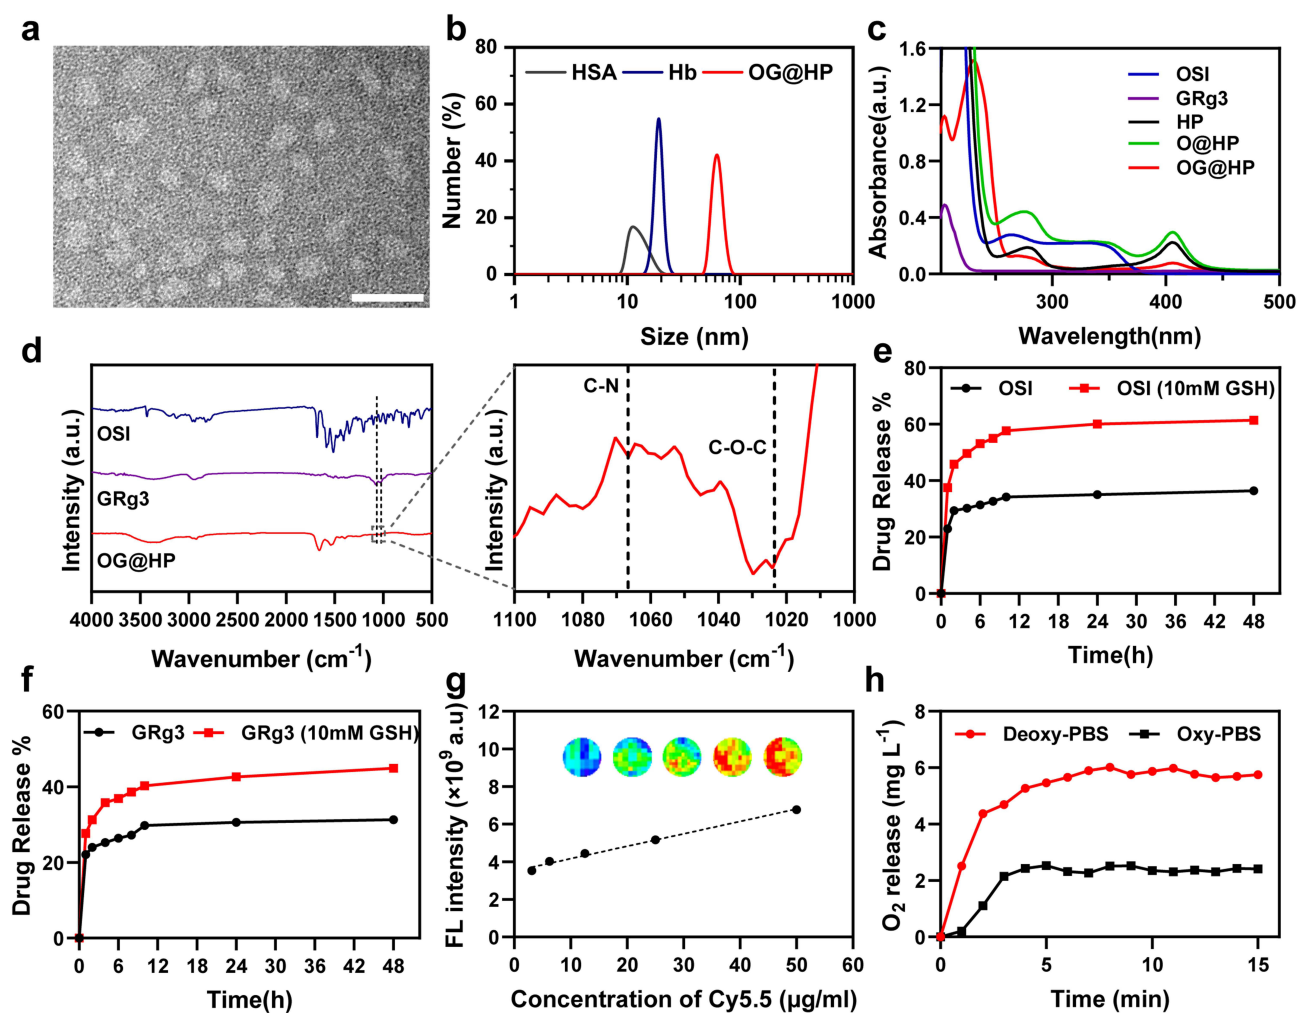 a
b
80
60
40
20
0
Number (%)
HSA Hb OG@HP
1 10 100 1000
Size (nm)
c
1.6
1.2
0.8
0.4
0.0
Absorbance(a.u.)
OSI
GRg3
HP
O@HP
OG@HP
300 400 500
Wavelength(nm)
d
Intensity (a.u.)
OSI
GRg3
OG@HP
4000 3500 3000 2500 2000 1500 1000 500
Wavenumber (cm⁻¹)
Intensity (a.u.)
C-N
C-O-C
1100 1080 1060 1040 1020 1000
Wavenumber (cm⁻¹)
e
80
60
40
20
0
Drug Release %
OSI OSI (10mM GSH)
0 6 12 18 24 30 36 42 48
Time(h)
f
60
40
20
0
Drug Release %
GRg3 GRg3 (10mM GSH)
0 6 12 18 24 30 36 42 48
Time(h)
g
12
10
8
6
4
2
0
FL intensity (×10⁹ a.u)
0 10 20 30 40 50 60
Concentration of Cy5.5 (μg/ml)
h
8
6
4
2
0
O₂ release (mg L⁻¹)
Deoxy-PBS Oxy-PBS
0 5 10 15
Time (min)